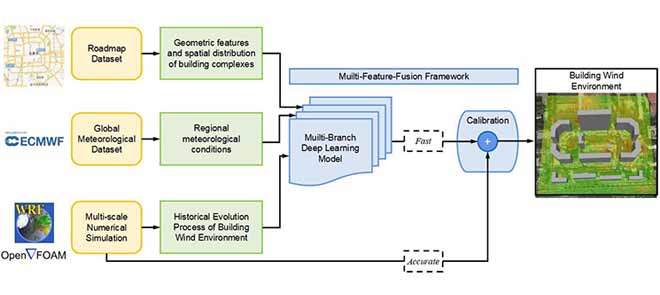 Roadmap
Dataset
Geometric features
and spatial distribution
of building complexes
Muilti-Feature-Fusion Framework
Building Wind
Environment
ECMWF
Global
Meteorological
Dataset
Regional
meteorological
conditions
Muilti-Branch
Deep Learning
Model
Fast
Calibration
+
WRF
OpenVFOAM
Multi-scale
Numerical
Simulation
Historical Evolution
Process of Building
Wind Environment
Accurate